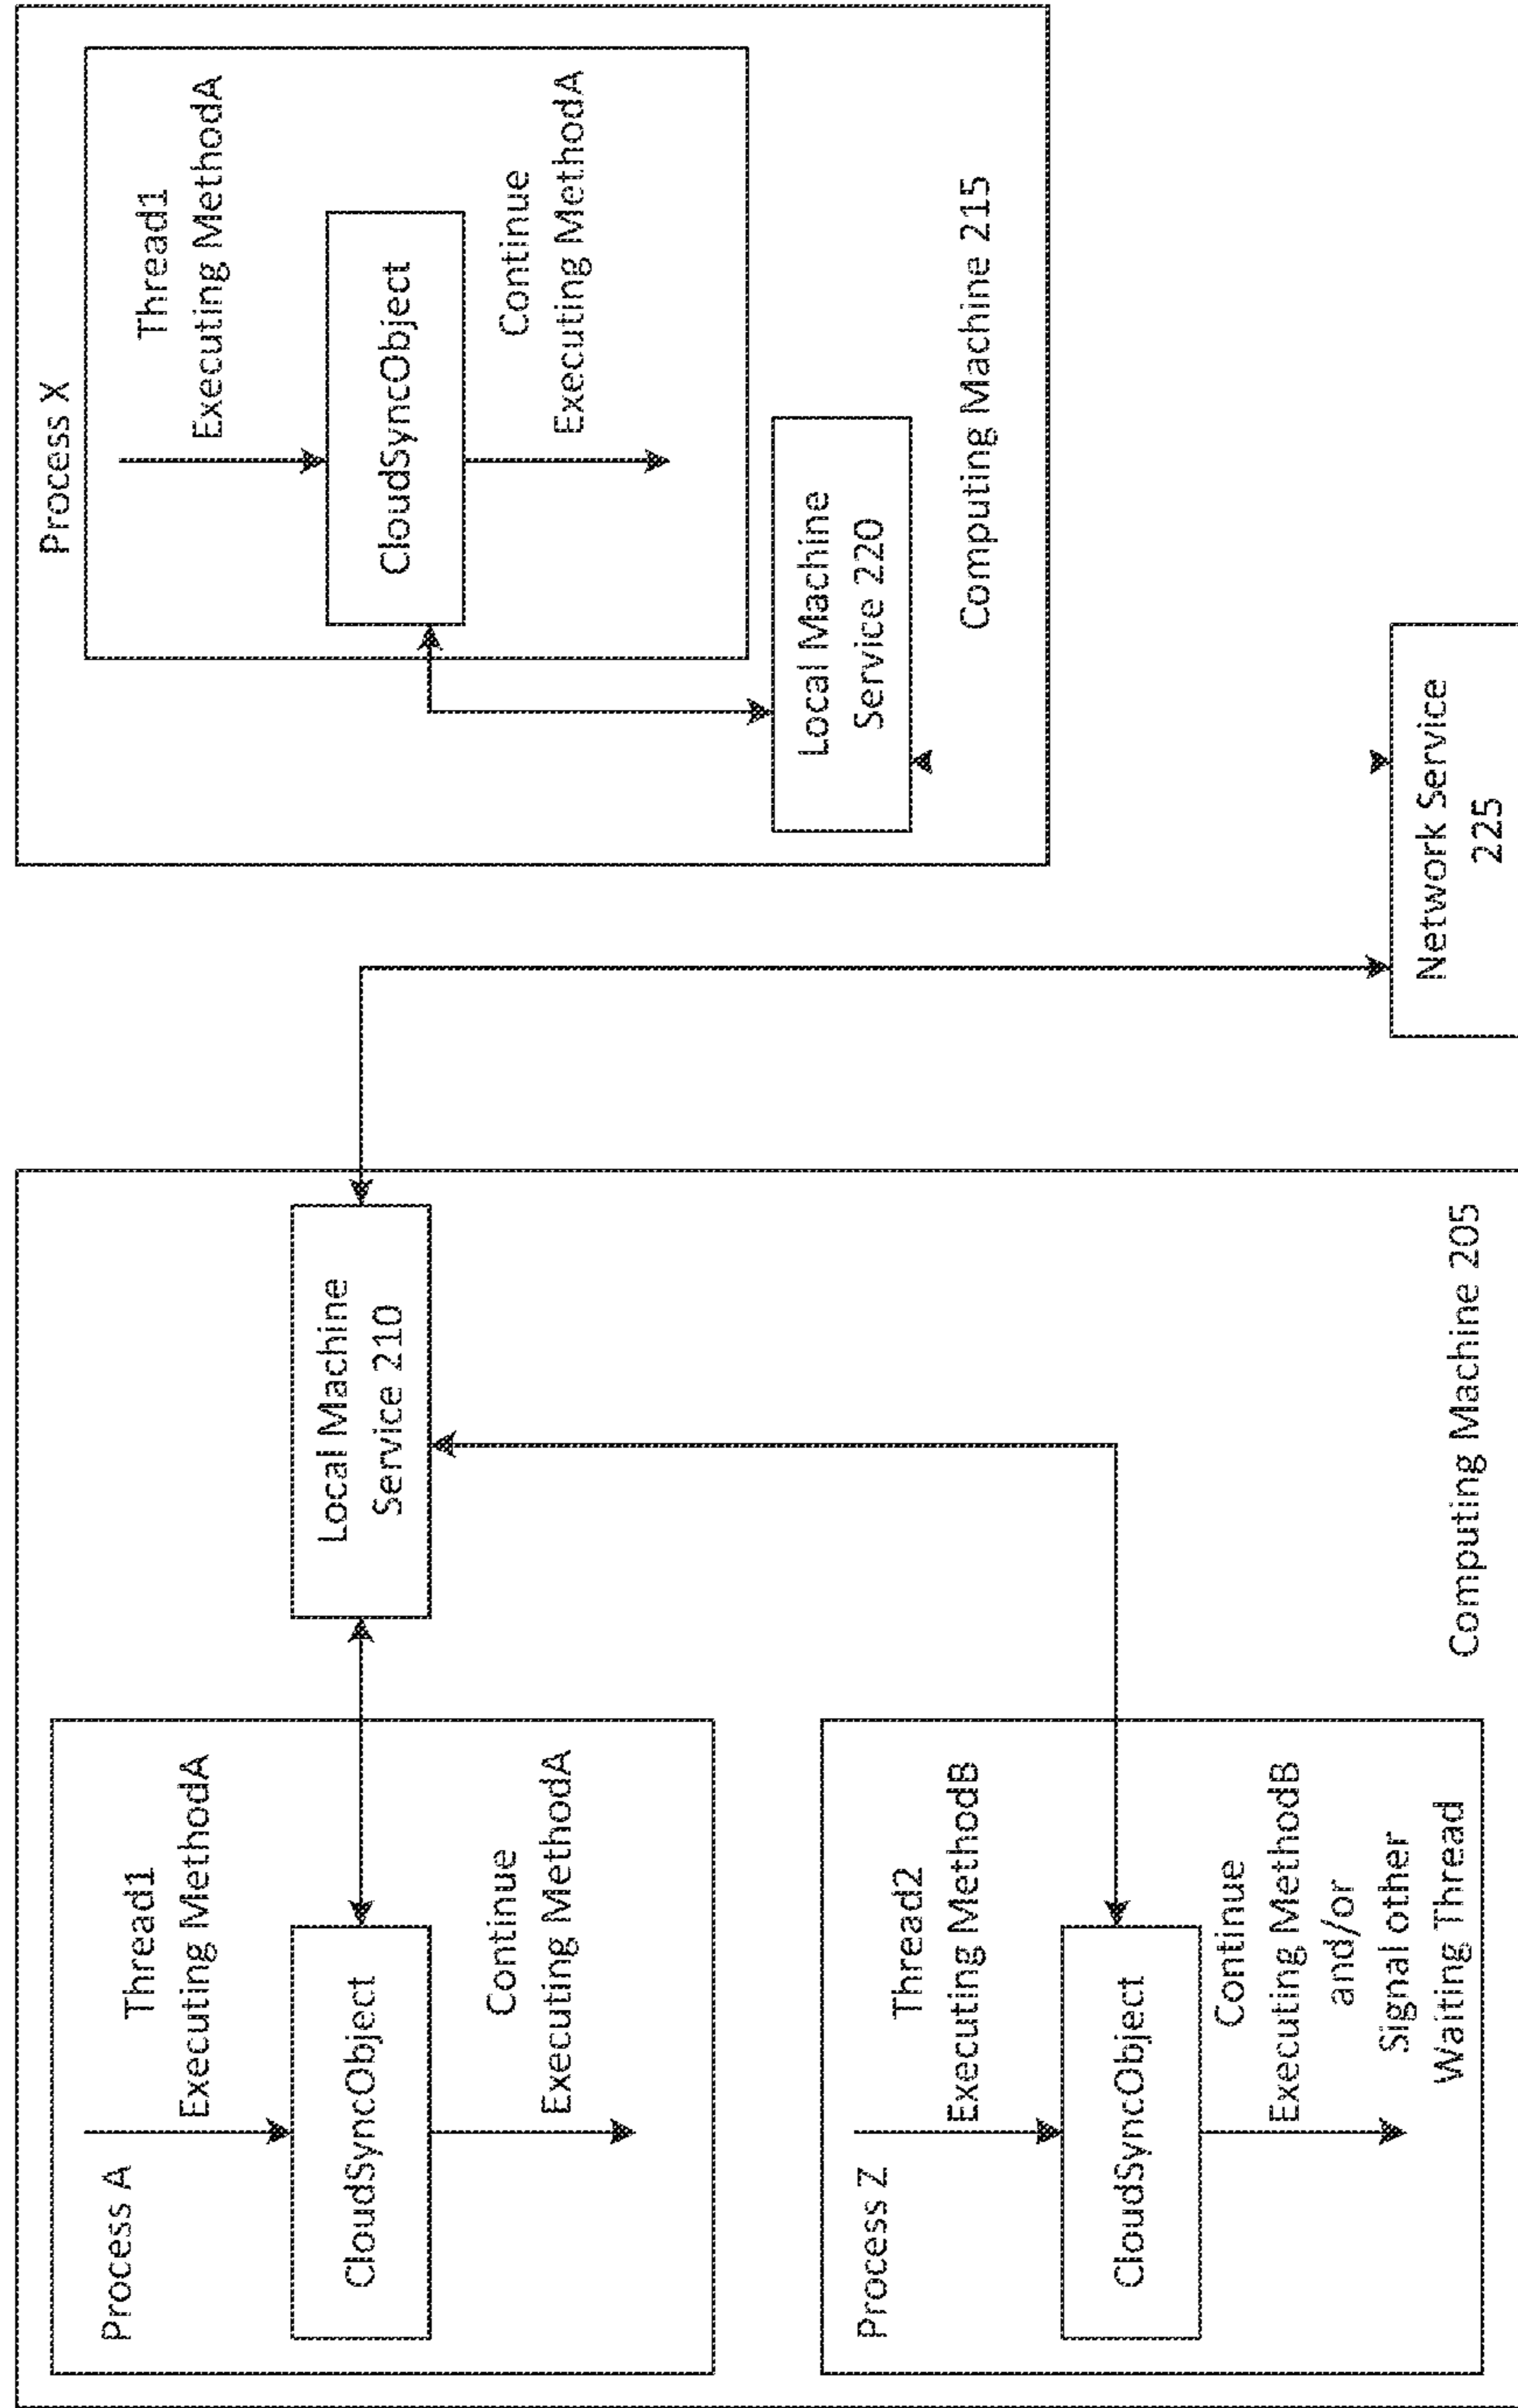 Process A
Thread1
Executing MethodA
CloudSyncObject
Continue
Executing MethodA
Process Z
Thread2
Executing MethodB
CloudSyncObject
Continue
Executing MethodB
and/or
Signal other
Waiting Thread
Local Machine
Service 210
Computing Machine 205
Process X
Thread1
Executing MethodA
CloudSyncObject
Continue
Executing MethodA
Local Machine
Service 220
Computing Machine 215
Network Service
225